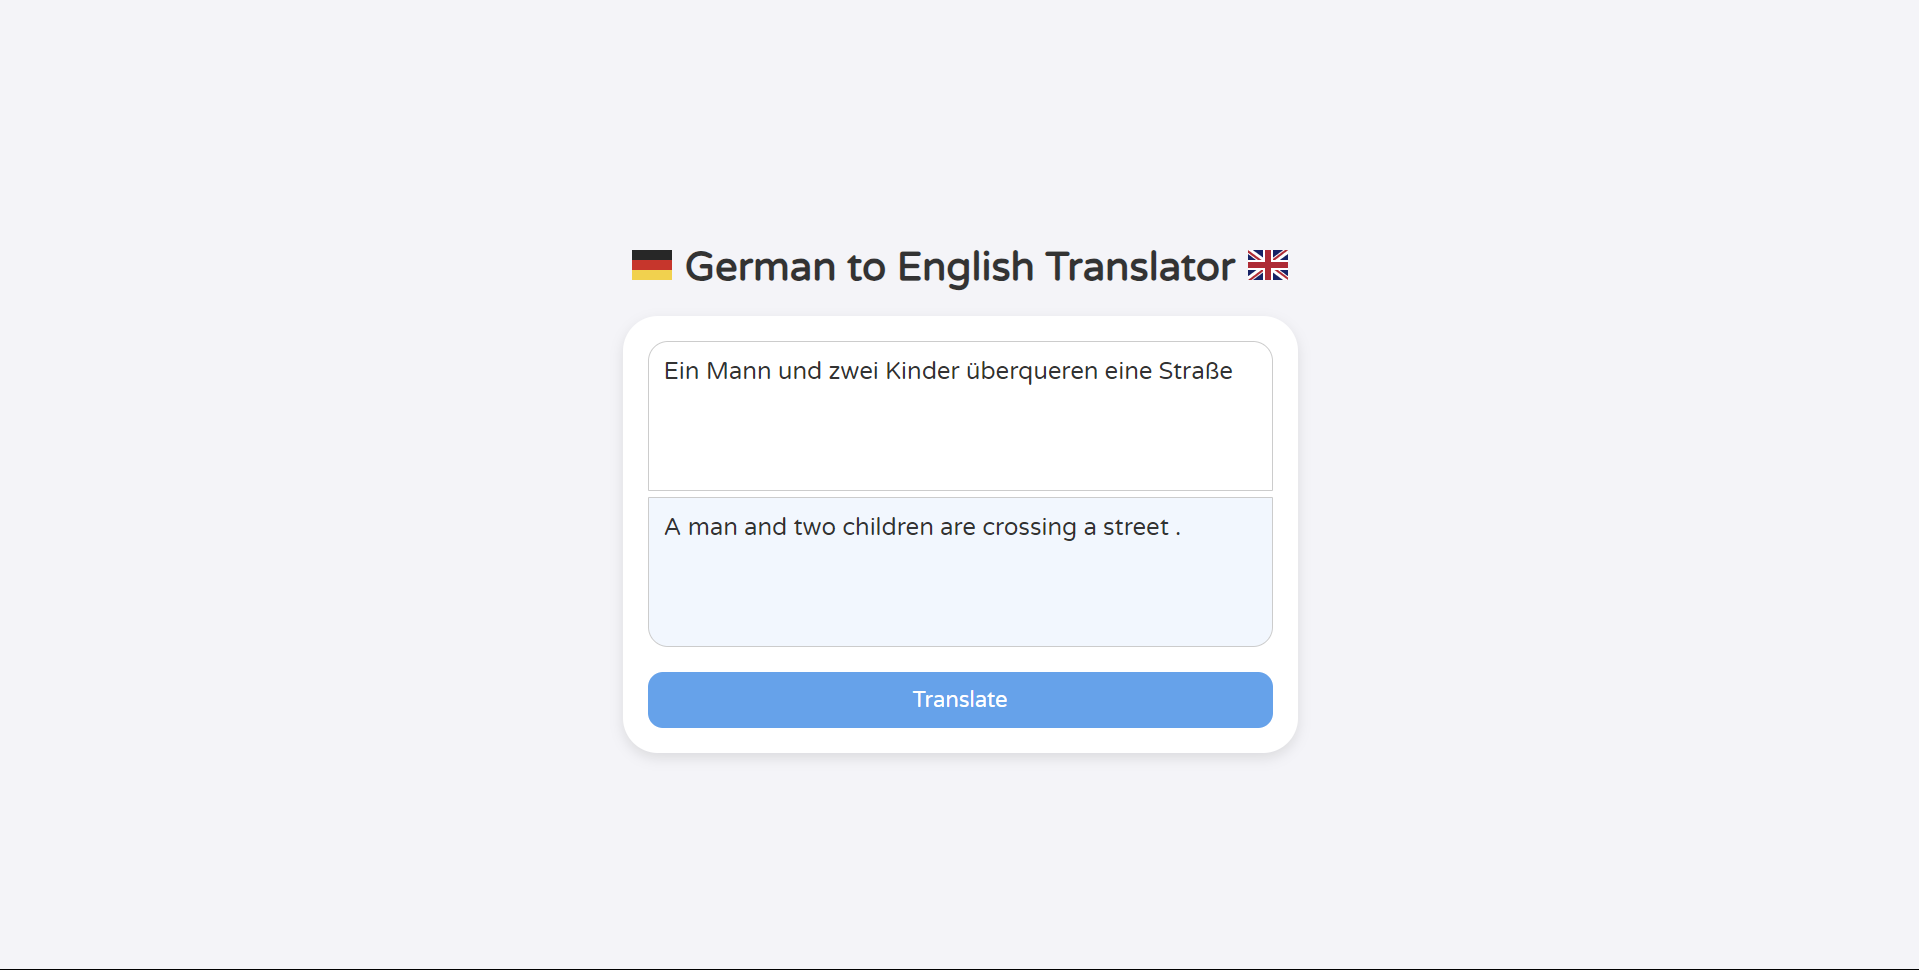 German to English Translator
Ein Mann und zwei Kinder überqueren eine Straße
A man and two children are crossing a street .
Translate